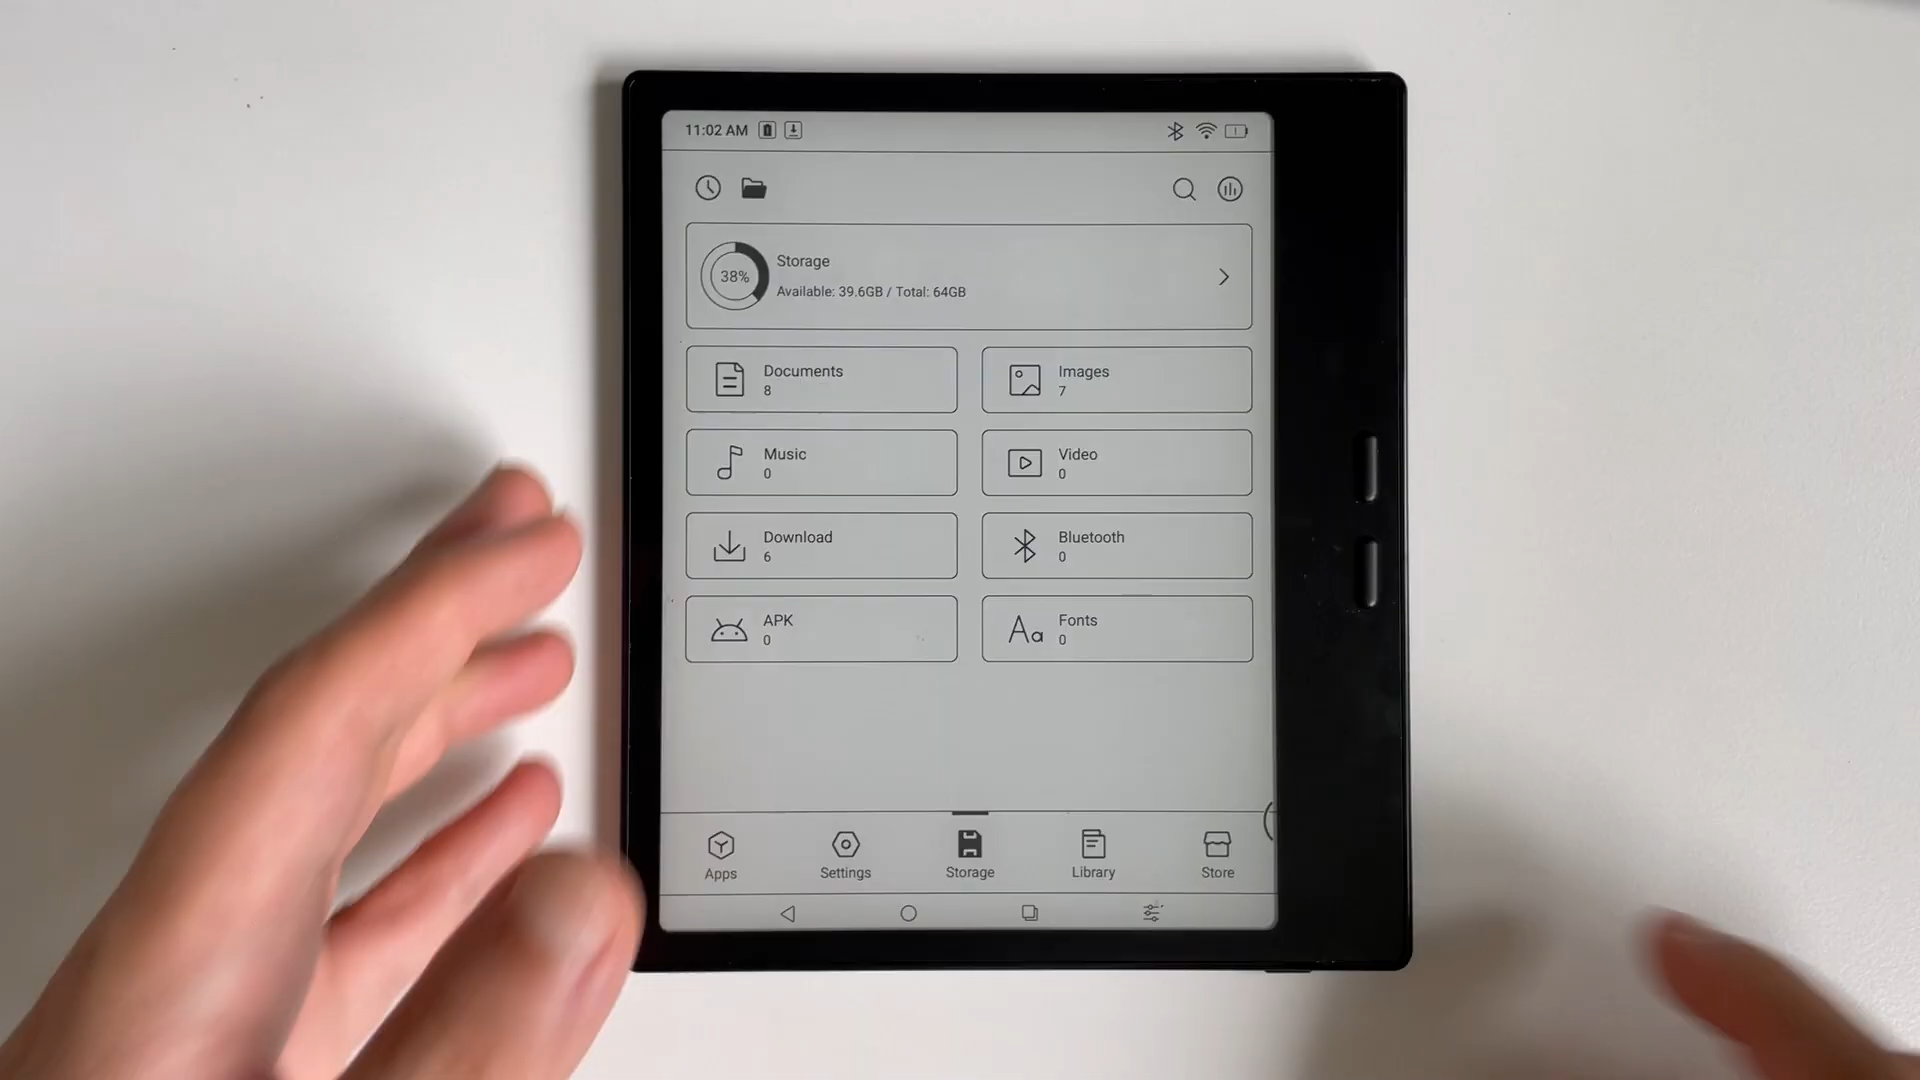 11:02 AM
38%
Storage
Available: 39.6GB / Total: 64GB
Documents
8
Images
7
Music
0
Video
0
Download
6
Bluetooth
0
APK
0
Aa
Fonts
0
Apps
Settings
Storage
Library
Store